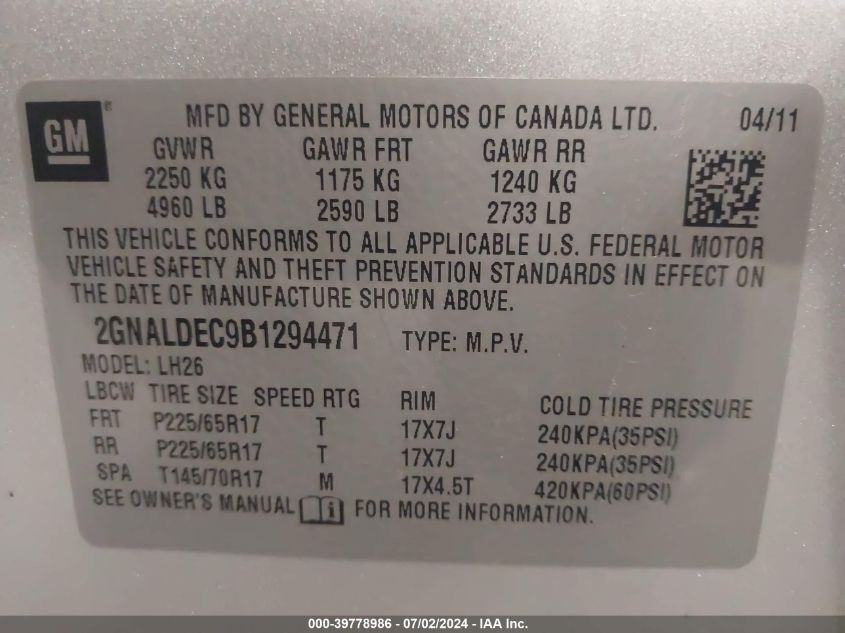 GM ®
MFD BY GENERAL MOTORS OF CANADA LTD. 04/11
GVWR GAWR FRT GAWR RR
2250 KG 1175 KG 1240 KG
4960 LB 2590 LB 2733 LB
THIS VEHICLE CONFORMS TO ALL APPLICABLE U.S. FEDERAL MOTOR
VEHICLE SAFETY AND THEFT PREVENTION STANDARDS IN EFFECT ON
THE DATE OF MANUFACTURE SHOWN ABOVE.
2GNALDEC9B1294471 TYPE: M.P.V.
MODEL: LH26
LBCW TIRE SIZE SPEED RTG RIM COLD TIRE PRESSURE
FRT P225/65R17 T 17X7J 240KPA(35PSI)
RR P225/65R17 T 17X7J 240KPA(35PSI)
SPA T145/70R17 M 17X4.5T 420KPA(60PSI)
SEE OWNER'S MANUAL i FOR MORE INFORMATION.
000-39778986 - 07/02/2024 - IAA Inc.